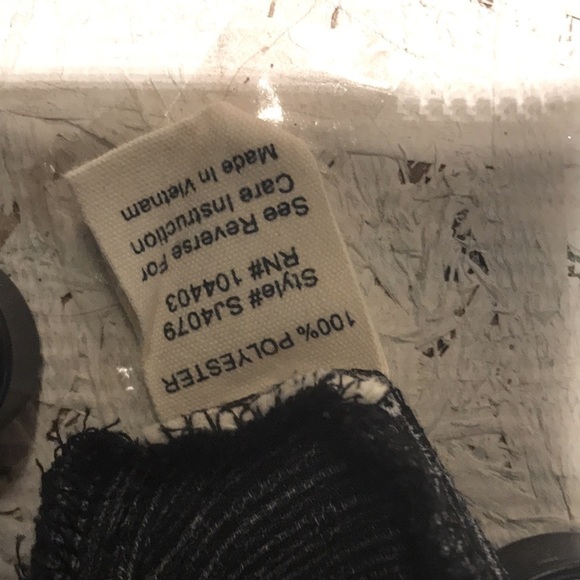 100% POLYESTER
Style# SJ4079
RN# 104403
See Reverse For
Care Instruction
Made In Vietnam